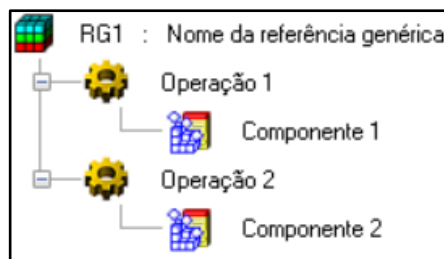 RG1 : Nome da referência genérica
Operação 1
Componente 1
Operação 2
Componente 2